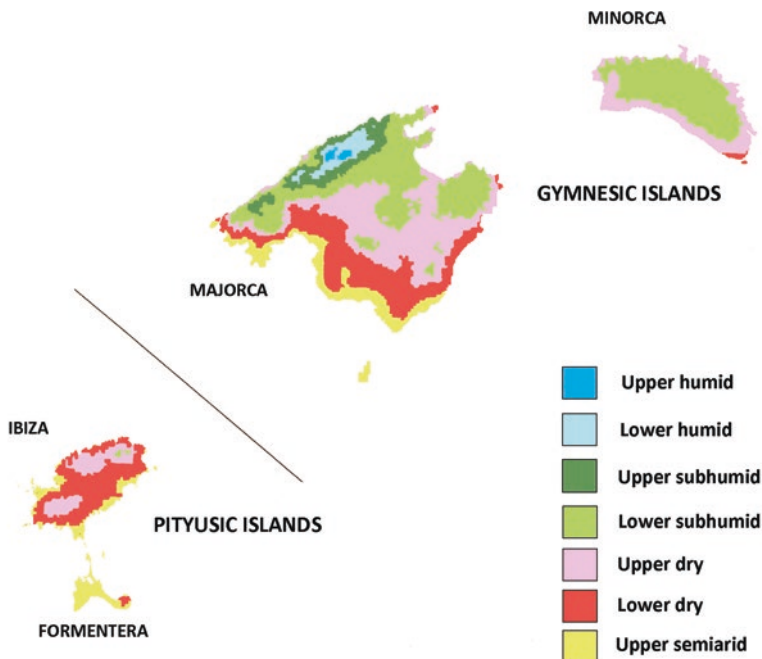 MINORCA
GYMNESIC ISLANDS
MAJORCA
IBIZA
PITYUSIC ISLANDS
FORMENTERA
Upper humid
Lower humid
Upper subhumid
Lower subhumid
Upper dry
Lower dry
Upper semiarid